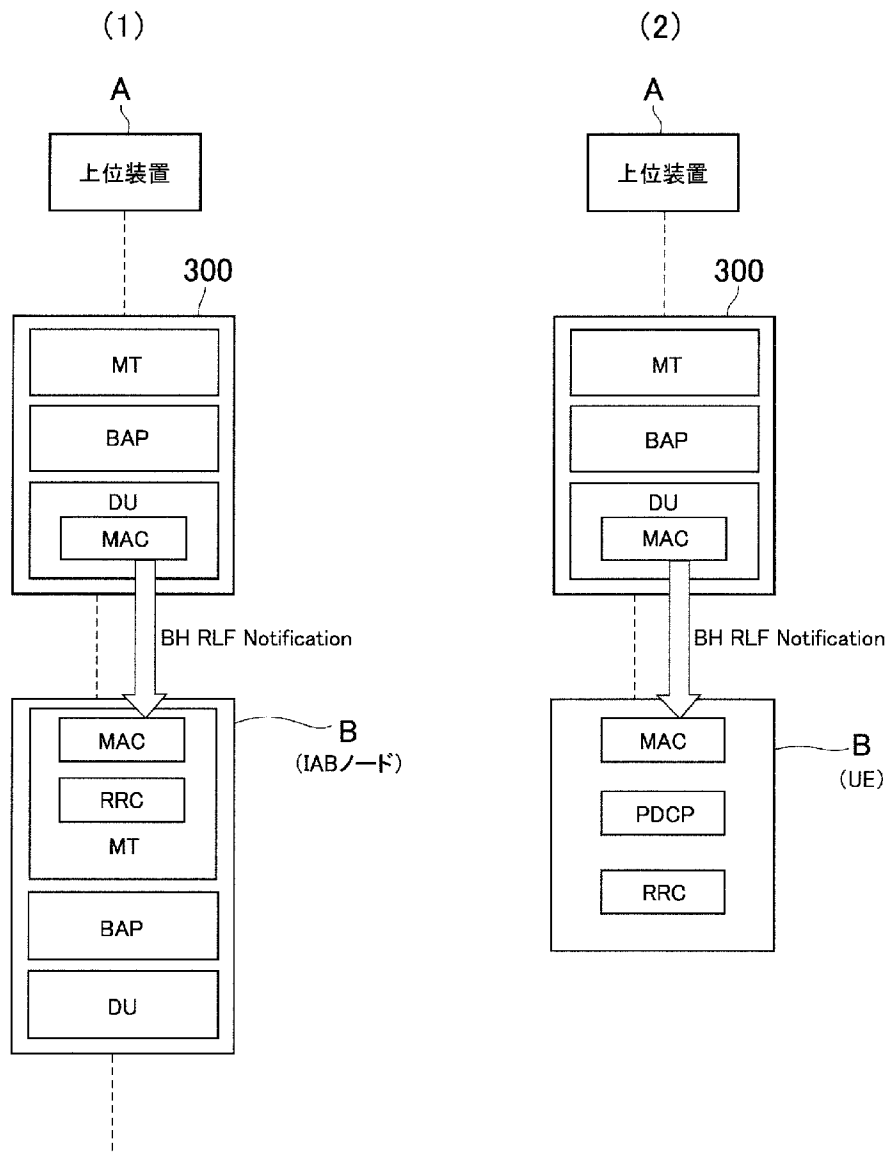 (1)
A
上位装置
300
MT
BAP
DU
MAC
BH RLF Notification
MAC
RRC
MT
B
(IABノード)
BAP
DU
(2)
A
上位装置
300
MT
BAP
DU
MAC
BH RLF Notification
MAC
B
(UE)
PDCP
RRC